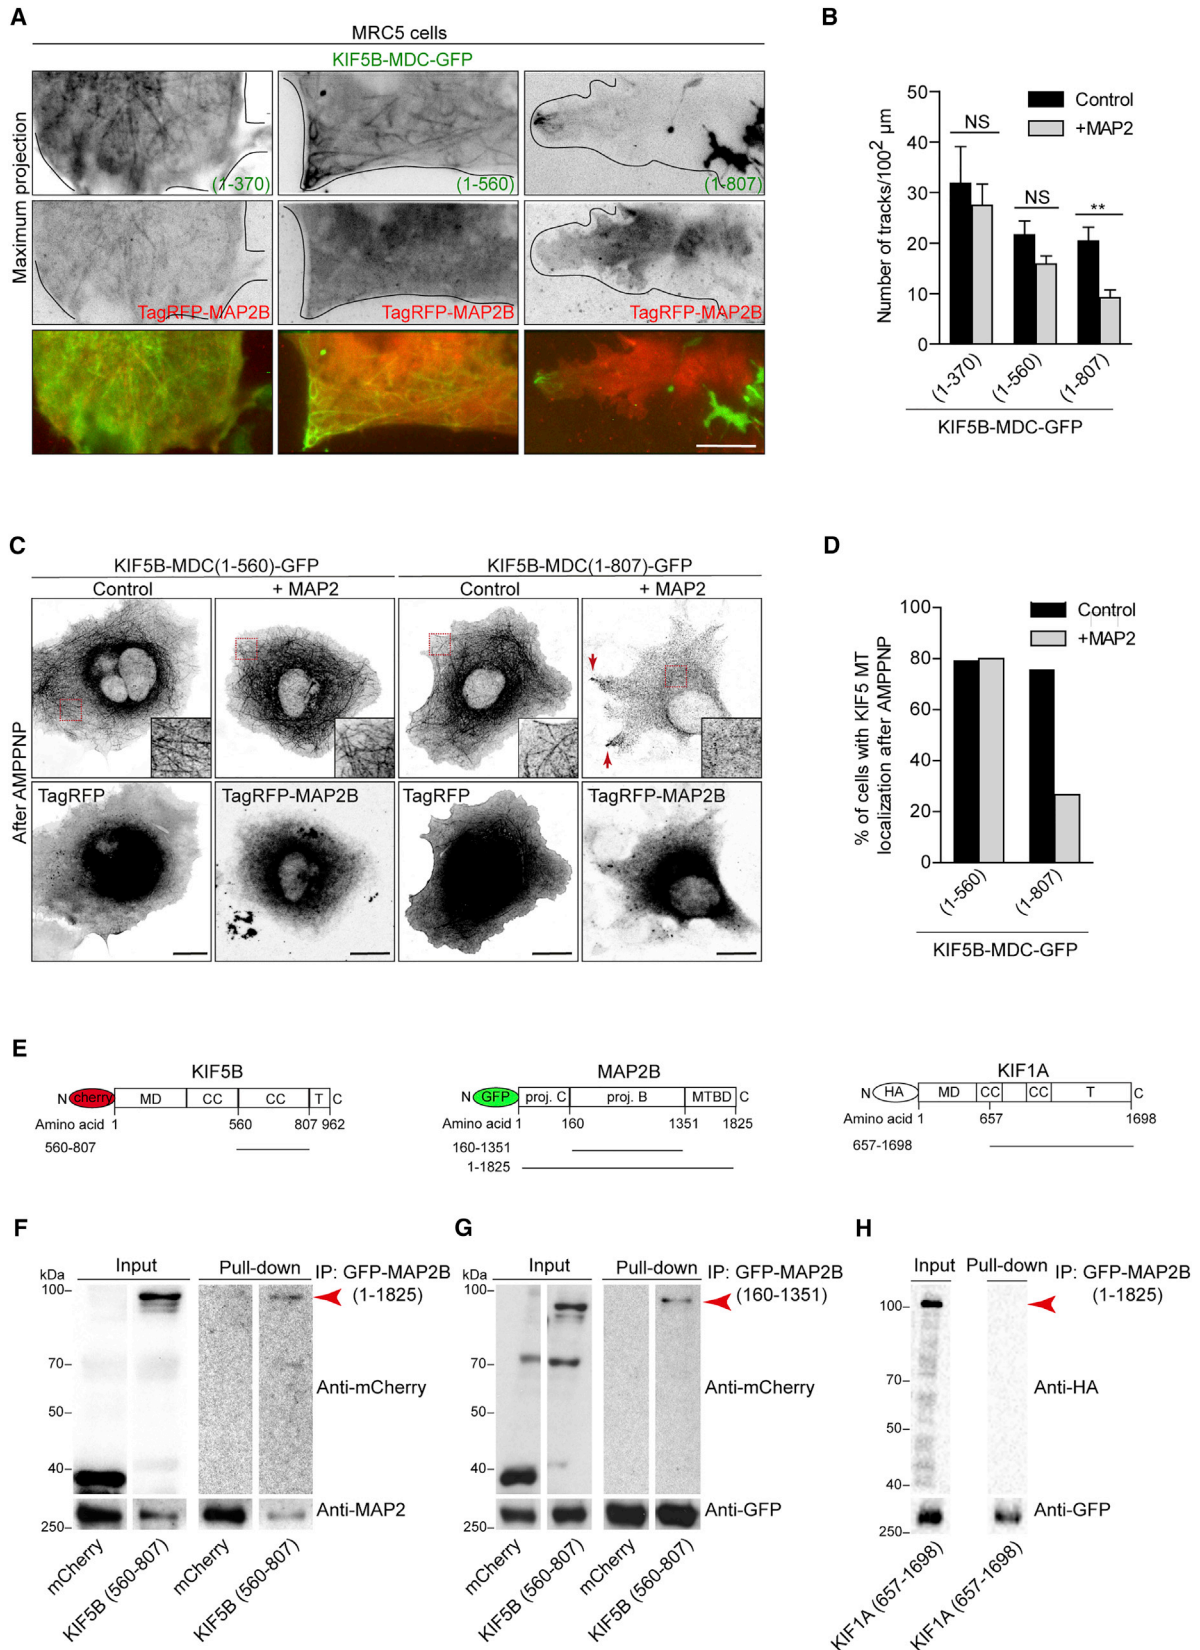 A
MRC5 cells
KIF5B-MDC-GFP
Maximum projection
(1-370)
(1-560)
(1-807)
TagRFP-MAP2B
TagRFP-MAP2B
TagRFP-MAP2B
B
Number of tracks/100² µm
50
40
30
20
10
0
Control
+MAP2
NS
NS
**
(1-370)
(1-560)
(1-807)
KIF5B-MDC-GFP
C
KIF5B-MDC(1-560)-GFP
KIF5B-MDC(1-807)-GFP
Control
+ MAP2
Control
+ MAP2
After AMPPNP
TagRFP
TagRFP-MAP2B
TagRFP
TagRFP-MAP2B
D
% of cells with KIF5 MT
localization after AMPPNP
100
80
60
40
20
0
Control
+MAP2
(1-560)
(1-807)
KIF5B-MDC-GFP
E
KIF5B
N cherry MD CC CC T C
Amino acid 1 560 807 962
560-807
MAP2B
N GFP proj. C proj. B MTBD C
Amino acid 1 160 1351 1825
160-1351
1-1825
KIF1A
N HA MD CC CC T C
Amino acid 1 657 1698
657-1698
F
Input
Pull-down
IP: GFP-MAP2B
(1-1825)
kDa
100
70
50
40
250
Anti-mCherry
Anti-MAP2
mCherry
KIF5B (560-807)
mCherry
KIF5B (560-807)
G
Input
Pull-down
IP: GFP-MAP2B
(160-1351)
kDa
100
70
50
40
250
Anti-mCherry
Anti-GFP
mCherry
KIF5B (560-807)
mCherry
KIF5B (560-807)
H
Input
Pull-down
IP: GFP-MAP2B
(1-1825)
100
70
50
40
250
Anti-HA
Anti-GFP
KIF1A (657-1698)
KIF1A (657-1698)